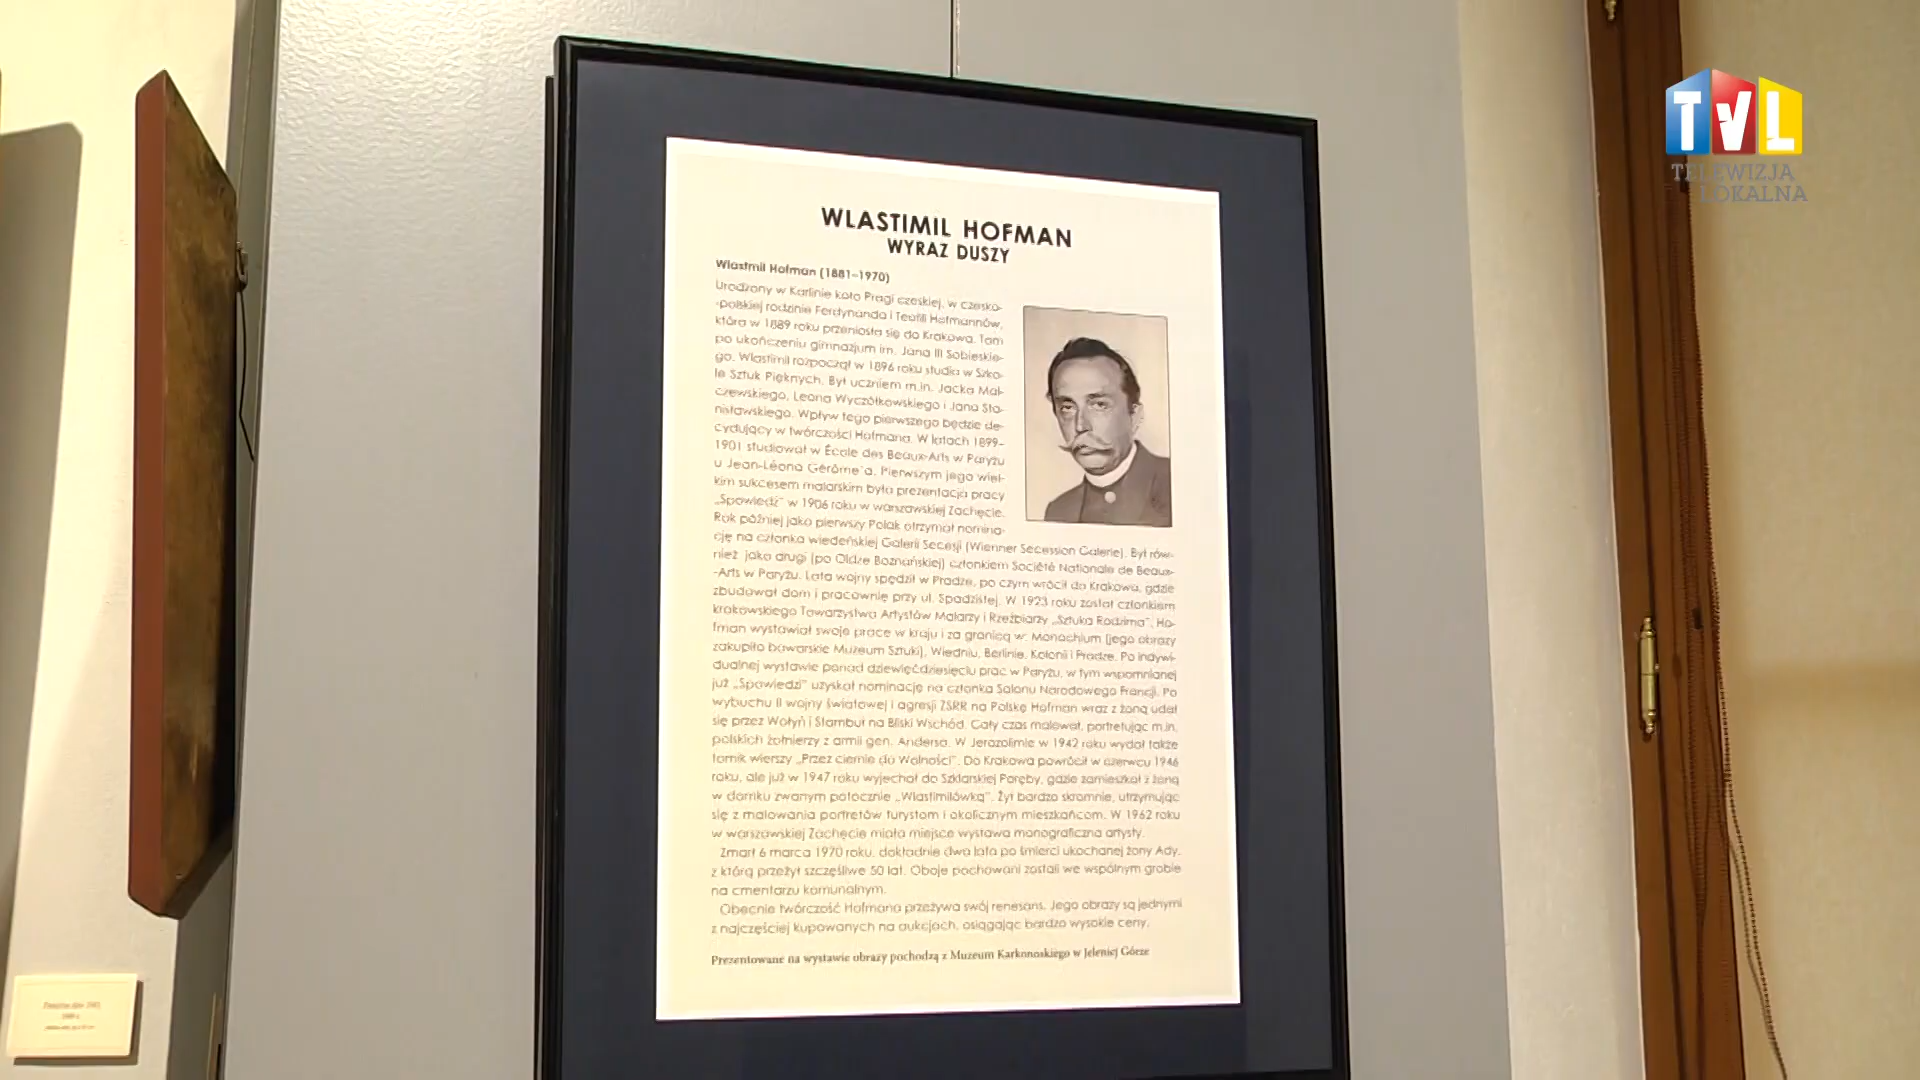 TVL
TELEWIZJA
LOKALNA
WLASTIMIL HOFMAN
WYRAZ DUSZY
Wlastmil Hofman (1881–1970)
Urodzony w Karlinie koło Pragi czeskiej, w czesko-
-polskiej rodzinie Ferdynanda i Teofili Hofmannów,
która w 1889 roku przeniosła się do Krakowa. Tam
po ukończeniu gimnazjum im. Jana III Sobieskie-
go, Wlastimil rozpoczął w 1896 roku studia w Szko-
le Sztuk Pięknych. Był uczniem m.in. Jacka Mal-
czewskiego, Leona Wyczółkowskiego i Jana Sta-
nisławskiego. Wpływ tego pierwszego będzie de-
cydujący w twórczości Hofmana. W latach 1899–
1901 studiował w École des Beaux-Arts w Paryżu
u Jean-Léona Gerôme'a. Pierwszym jego wiel-
kim sukcesem malarskim była prezentacja pracy
„Spowiedź” w 1906 roku w warszawskiej Zachęcie.
Rok później jako pierwszy Polak otrzymał nomina-
cję na członka wiedeńskiej Galerii Secesji (Wienner Secession Galerie). Był rów-
nież jako drugi (po Oldze Boznańskiej) członkiem Société Nationale de Beaux-
-Arts w Paryżu. Lata wojny spędził w Pradze, po czym wrócił do Krakowa, gdzie
zbudował dom i pracownię przy ul. Spadzistej. W 1923 roku został członkiem
krakowskiego Towarzystwa Artystów Malarzy i Rzeźbiarzy „Sztuka Rodzima”. Ho-
fman wystawiał swoje prace w kraju i za granicą w: Monachium (jego obrazy
zakupiło bawarskie Muzeum Sztuki), Wiedniu, Berlinie, Kolonii i Pradze. Po indywi-
dualnej wystawie ponad dziewięćdziesięciu prac w Paryżu, w tym wspomnianej
już „Spowiedzi” uzyskał nominację na członka Salonu Narodowego Francji. Po
wybuchu II wojny światowej i agresji ZSRR na Polskę Hofman wraz z żoną udał
się przez Wołyń i Stambuł na Bliski Wschód. Cały czas malował, portretując m.in.
polskich żołnierzy z armii gen. Andersa. W Jerozolimie w 1942 roku wydał także
tomik wierszy „Przez ciernie do Wolności”. Do Krakowa powrócił w czerwcu 1946
roku, ale już w 1947 roku wyjechał do Szklarskiej Poręby, gdzie zamieszkał z żoną
w domku zwanym potocznie „Wlastimilówką”. Żył bardzo skromnie, utrzymując
się z malowania portretów turystom i okolicznym mieszkańcom. W 1962 roku
w warszawskiej Zachęcie miała miejsce wystawa monograficzna artysty.
Zmarł 6 marca 1970 roku, dokładnie dwa lata po śmierci ukochanej żony Ady,
z którą przeżył szczęśliwe 50 lat. Oboje pochowani zostali we wspólnym grobie
na cmentarzu komunalnym.
Obecnie twórczość Hofmana przeżywa swój renesans. Jego obrazy są jednymi
z najczęściej kupowanych na aukcjach, osiągając bardzo wysokie ceny.
Prezentowane na wystawie obrazy pochodzą z Muzeum Karkonoskiego w Jeleniej Górze